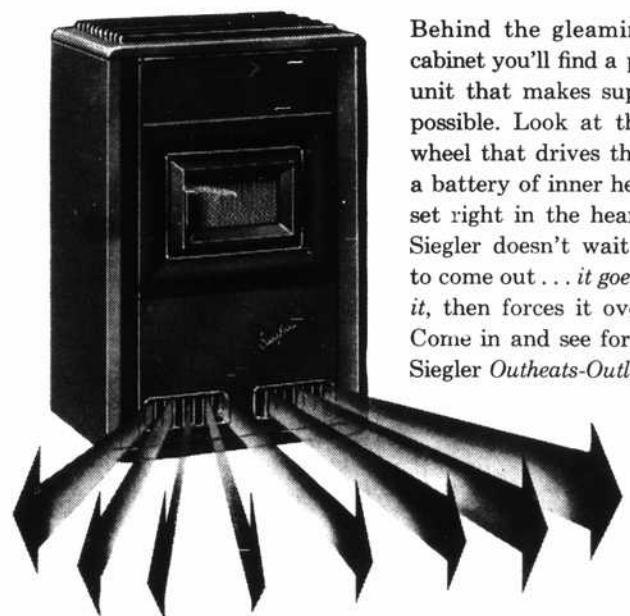 Behind the gleamin
cabinet you'll find a p
unit that makes sup
possible. Look at th
wheel that drives th
a battery of inner he
set right in the hear
Siegler doesn't wait
to come out . . . it goe
it, then forces it ov
Come in and see for
Siegler Outheats-Outl
Siegler